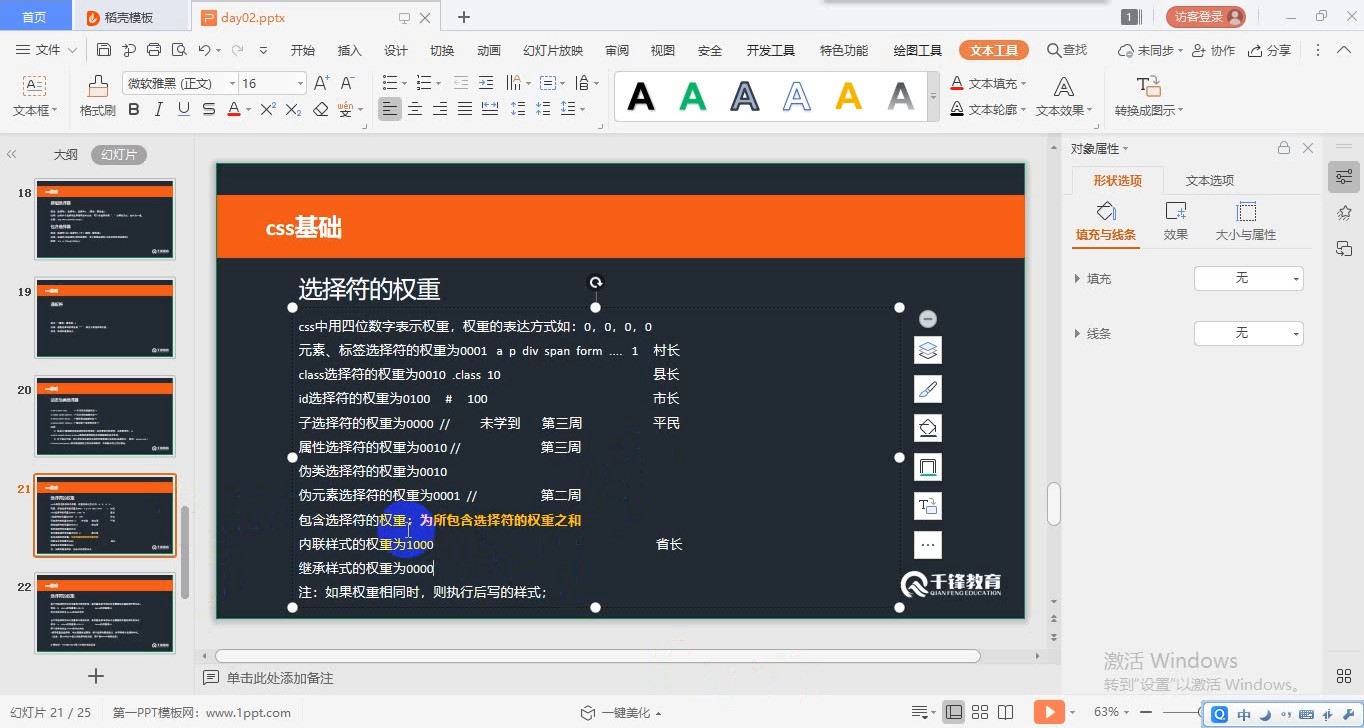 首页 稻壳模板 day02.pptx 1 访客登录
文件 开始 插入 设计 切换 动画 幻灯片放映 审阅 视图 安全 开发工具 特色功能 绘图工具 文本工具 查找 未同步 协作 分享
微软雅黑 (正文) 16 文本填充
文本框 格式刷 文本轮廓 文本效果 转换成图示
大纲 幻灯片
对象属性
形状选项 文本选项
填充与线条 效果 大小与属性
填充 无
线条 无
18
19
20
21
22
css基础
选择符的权重
css中用四位数字表示权重，权重的表达方式如：0，0，0，0
元素、标签选择符的权重为0001 a p div span form .... 1 村长
class选择符的权重为0010 .class 10 县长
id选择符的权重为0100 # 100 市长
子选择符的权重为0000 // 未学到 第三周 平民
属性选择符的权重为0010 // 第三周
伪类选择符的权重为0010
伪元素选择符的权重为0001 // 第二周
包含选择符的权重：为所包含选择符的权重之和
内联样式的权重为1000 省长
继承样式的权重为0000
注：如果权重相同时，则执行后写的样式；
千锋教育
QIANFENG EDUCATION
单击此处添加备注
激活 Windows
转到"设置"以激活 Windows。
幻灯片 21 / 25 第一PPT模板网：www.1ppt.com 一键美化 63% 中